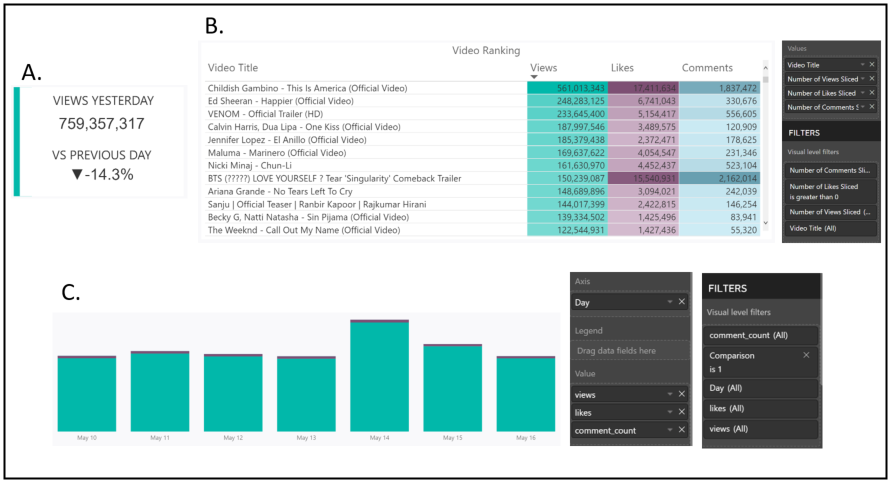 A.
VIEWS YESTERDAY
759,357,317
VS PREVIOUS DAY
▼-14.3%
B.
Video Ranking
Video Title Views Likes Comments
Childish Gambino - This Is America (Official Video) 561,013,343 17,411,634 1,837,472
Ed Sheeran - Happier (Official Video) 248,283,125 6,741,043 330,676
VENOM - Official Trailer (HD) 233,645,400 5,154,417 556,605
Calvin Harris, Dua Lipa - One Kiss (Official Video) 187,997,546 3,489,575 120,909
Jennifer Lopez - El Anillo (Official Video) 185,379,438 2,372,471 178,625
Maluma - Marinero (Official Video) 169,637,622 4,054,547 231,346
Nicki Minaj - Chun-Li 161,630,970 4,452,437 523,104
BTS (?????) LOVE YOURSELF ? Tear 'Singularity' Comeback Trailer 150,239,087 15,540,931 2,162,014
Ariana Grande - No Tears Left To Cry 148,689,896 3,094,021 242,039
Sanju | Official Teaser | Ranbir Kapoor | Rajkumar Hirani 144,017,399 2,422,815 146,254
Becky G, Natti Natasha - Sin Pijama (Official Video) 139,334,502 1,425,496 83,941
The Weeknd - Call Out My Name (Official Video) 122,544,931 1,427,436 55,320
Values
Video Title
Number of Views Sliced
Number of Likes Sliced
Number of Comments S
FILTERS
Visual level filters
Number of Comments Sli...
Number of Likes Sliced
is greater than 0
Number of Views Sliced (...
Video Title (All)
C.
May 10 May 11 May 12 May 13 May 14 May 15 May 16
Axis
Day
Legend
Drag data fields here
Value
views
likes
comment_count
FILTERS
Visual level filters
comment_count (All)
Comparison
is 1
Day (All)
likes (All)
views (All)